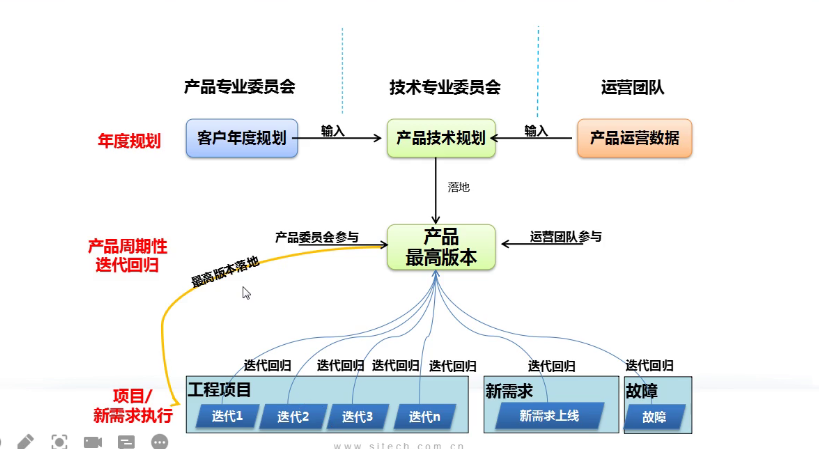 产品专业委员会
技术专业委员会
运营团队
年度规划
客户年度规划
输入
产品技术规划
输入
产品运营数据
落地
产品周期性
迭代回归
产品委员会参与
产品
最高版本
运营团队参与
最高版本落地
迭代回归
迭代回归
迭代回归
迭代回归
迭代回归
迭代回归
项目/
新需求执行
工程项目
迭代1
迭代2
迭代3
迭代n
新需求
新需求上线
故障
故障
www.sitech.com.cn